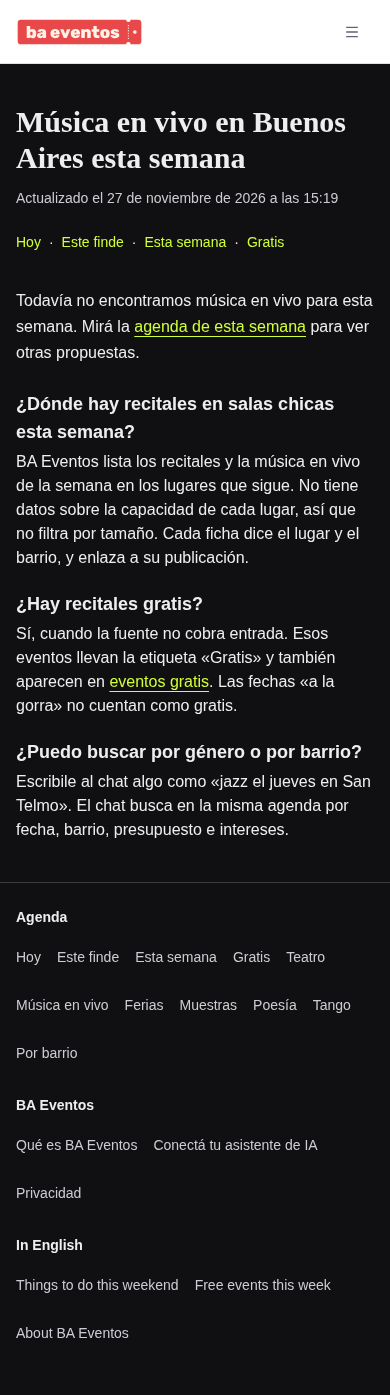 ba eventos
Música en vivo en Buenos
Aires esta semana
Actualizado el 27 de noviembre de 2026 a las 15:19
Hoy · Este finde · Esta semana · Gratis
Todavía no encontramos música en vivo para esta
semana. Mirá la agenda de esta semana para ver
otras propuestas.
¿Dónde hay recitales en salas chicas
esta semana?
BA Eventos lista los recitales y la música en vivo
de la semana en los lugares que sigue. No tiene
datos sobre la capacidad de cada lugar, así que
no filtra por tamaño. Cada ficha dice el lugar y el
barrio, y enlaza a su publicación.
¿Hay recitales gratis?
Sí, cuando la fuente no cobra entrada. Esos
eventos llevan la etiqueta «Gratis» y también
aparecen en eventos gratis. Las fechas «a la
gorra» no cuentan como gratis.
¿Puedo buscar por género o por barrio?
Escribile al chat algo como «jazz el jueves en San
Telmo». El chat busca en la misma agenda por
fecha, barrio, presupuesto e intereses.
Agenda
Hoy Este finde Esta semana Gratis Teatro
Música en vivo Ferias Muestras Poesía Tango
Por barrio
BA Eventos
Qué es BA Eventos Conectá tu asistente de IA
Privacidad
In English
Things to do this weekend Free events this week
About BA Eventos